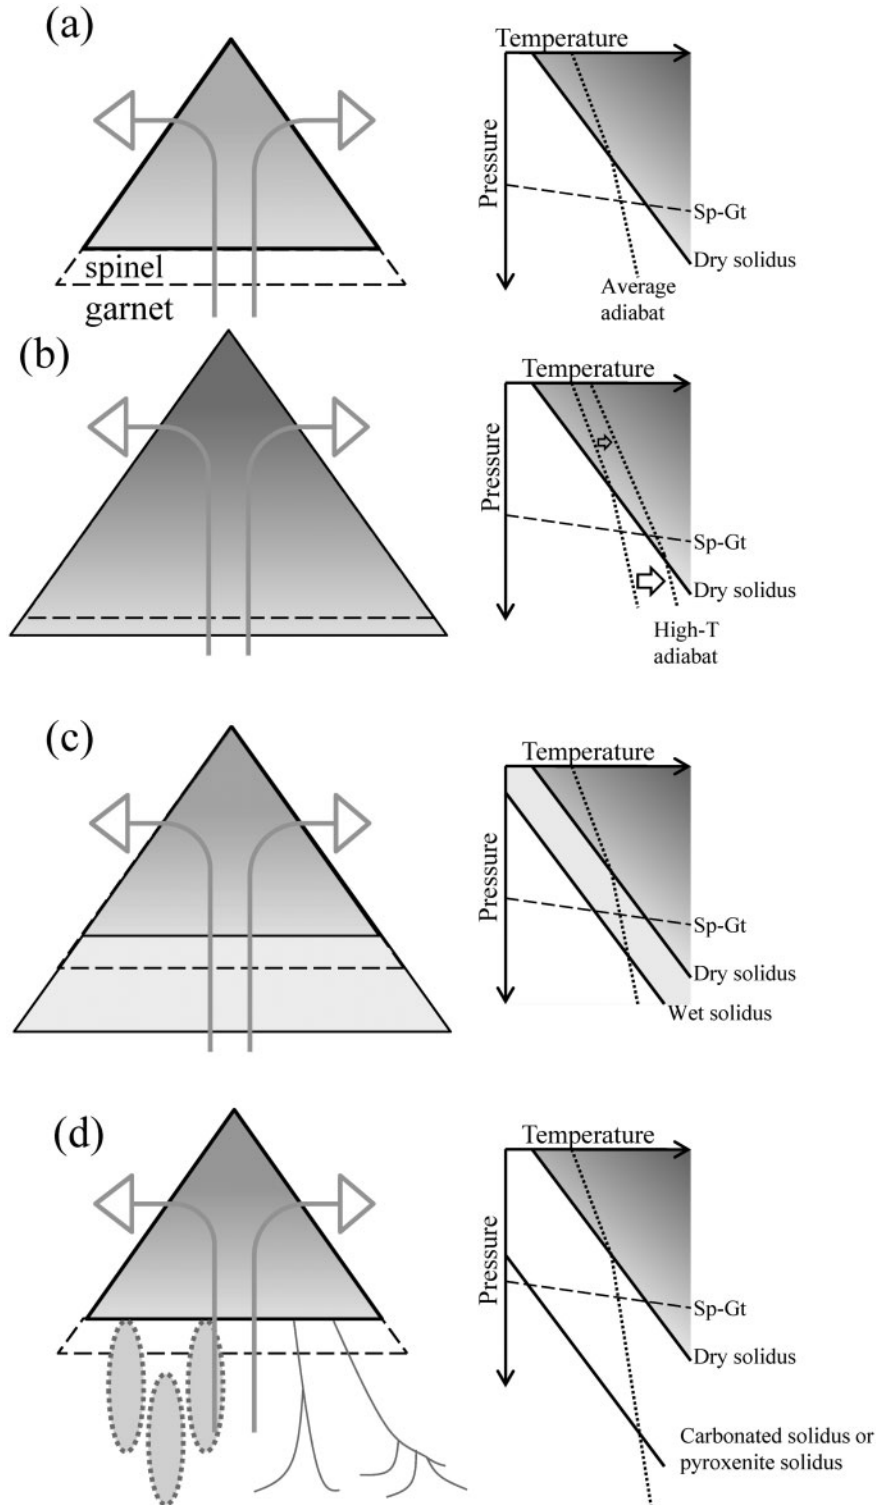 (a)
Temperature
Pressure
Sp-Gt
Dry solidus
Average
adiabat
spinel
garnet
(b)
Temperature
Pressure
Sp-Gt
Dry solidus
High-T
adiabat
(c)
Temperature
Pressure
Sp-Gt
Dry solidus
Wet solidus
(d)
Temperature
Pressure
Sp-Gt
Dry solidus
Carbonated solidus or
pyroxenite solidus